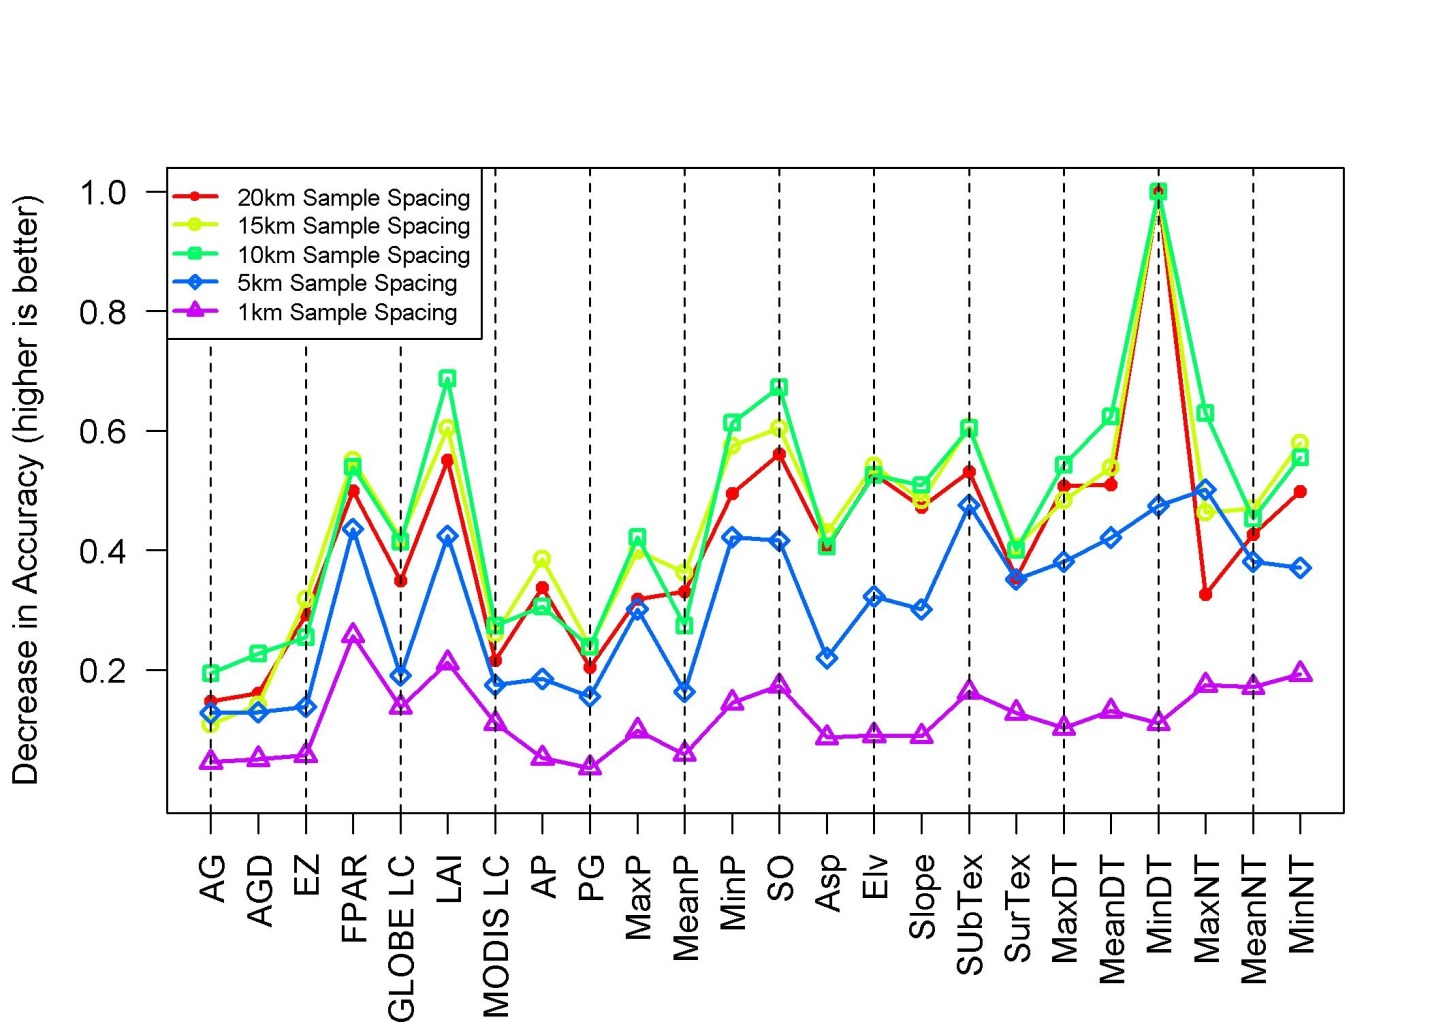 Decrease in Accuracy (higher is better)
1.0
0.8
0.6
0.4
0.2
20km Sample Spacing
15km Sample Spacing
10km Sample Spacing
5km Sample Spacing
1km Sample Spacing
AG
AGD
EZ
FPAR
GLOBE LC
LAI
MODIS LC
AP
PG
MaxP
MeanP
MinP
SO
Asp
Elv
Slope
SUbTex
SurTex
MaxDT
MeanDT
MinDT
MaxNT
MeanNT
MinNT